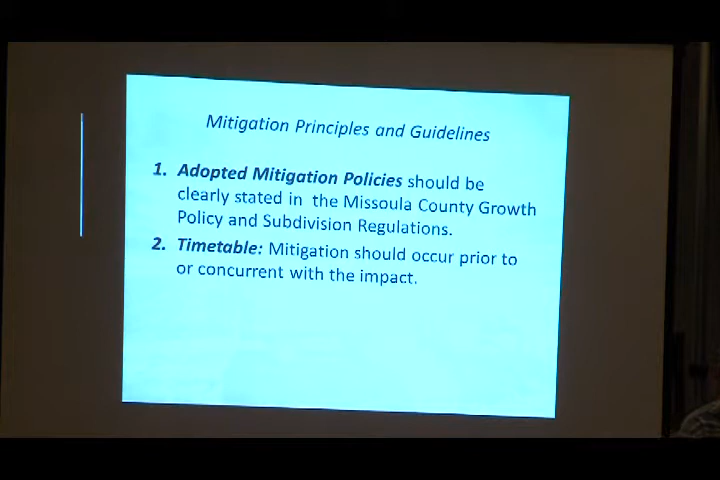 Mitigation Principles and Guidelines
1. Adopted Mitigation Policies should be
clearly stated in the Missoula County Growth
Policy and Subdivision Regulations.
2. Timetable: Mitigation should occur prior to
or concurrent with the impact.